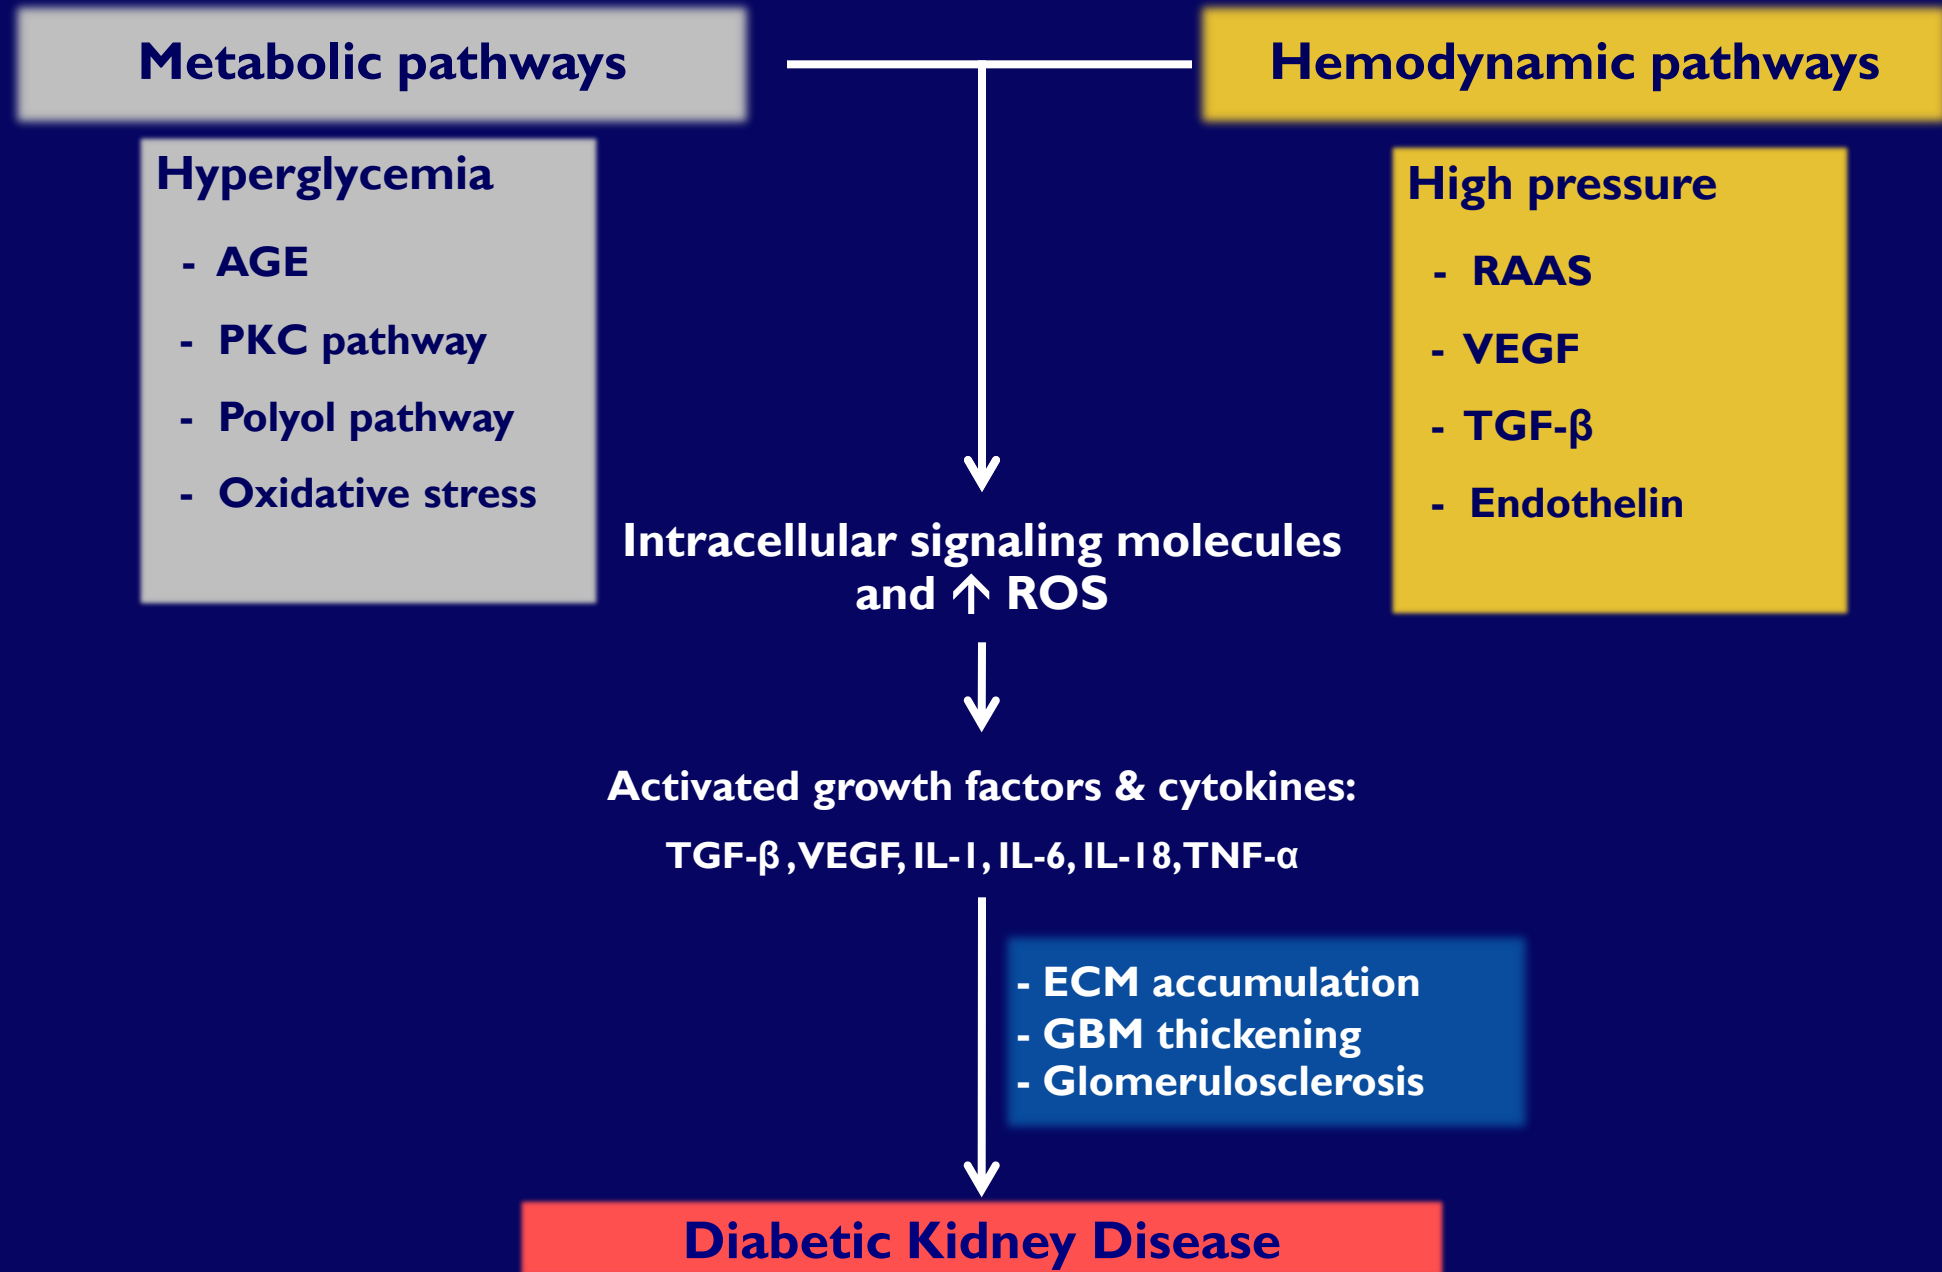 Metabolic pathways
Hemodynamic pathways
Hyperglycemia
- AGE
- PKC pathway
- Polyol pathway
- Oxidative stress
High pressure
- RAAS
- VEGF
- TGF-β
- Endothelin
Intracellular signaling molecules
and ↑ ROS
Activated growth factors & cytokines:
TGF-β , VEGF, IL-1, IL-6, IL-18, TNF-α
- ECM accumulation
- GBM thickening
- Glomerulosclerosis
Diabetic Kidney Disease